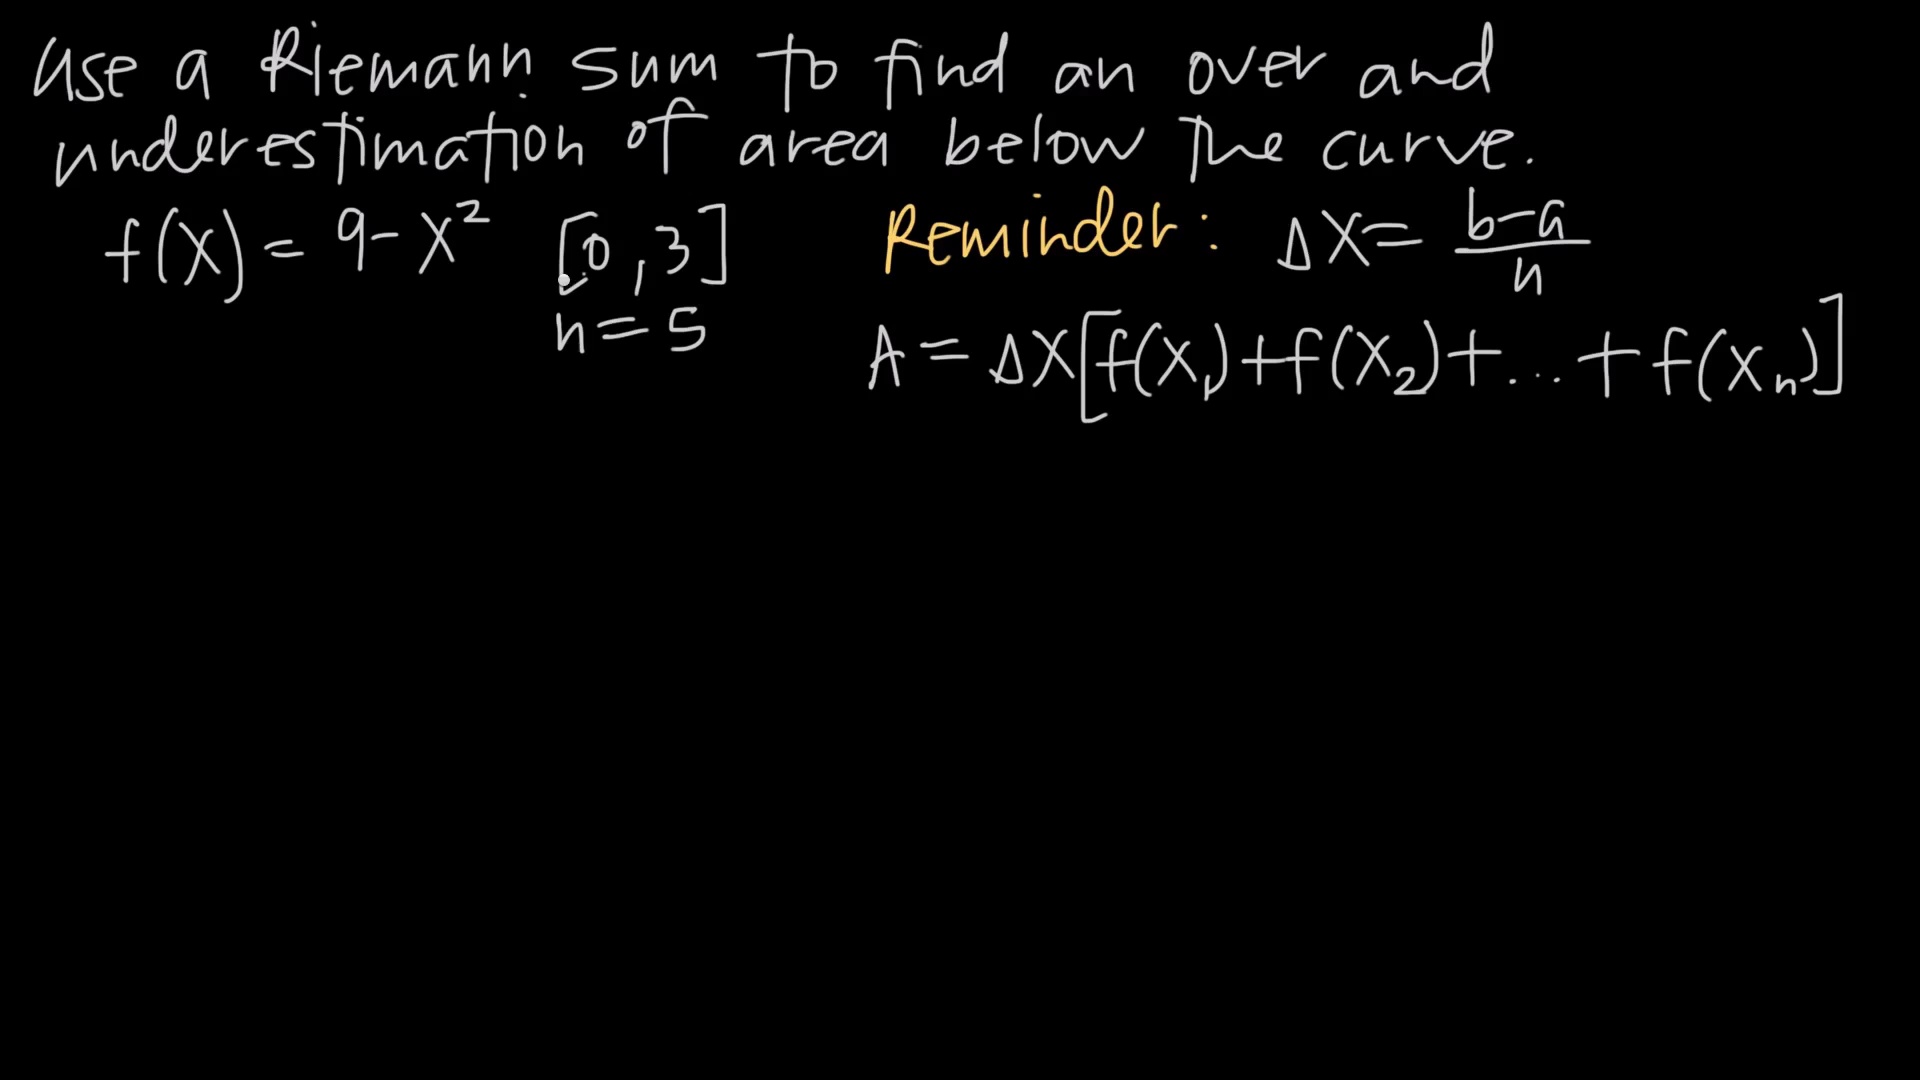 Use a Riemann sum to find an over and
underestimation of area below the curve.
f(x) = 9 - x² [0, 3] Reminder: Δx = (b-a)/n
n = 5
A = Δx[f(x₁) + f(x₂) + ... + f(xₙ)]